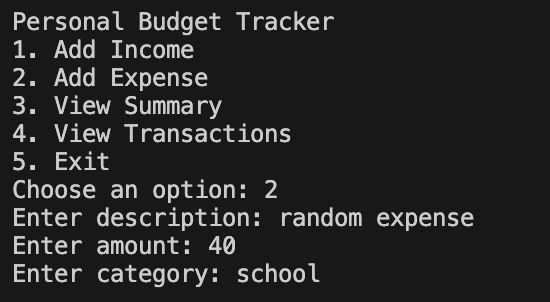 Personal Budget Tracker
1. Add Income
2. Add Expense
3. View Summary
4. View Transactions
5. Exit
Choose an option: 2
Enter description: random expense
Enter amount: 40
Enter category: school